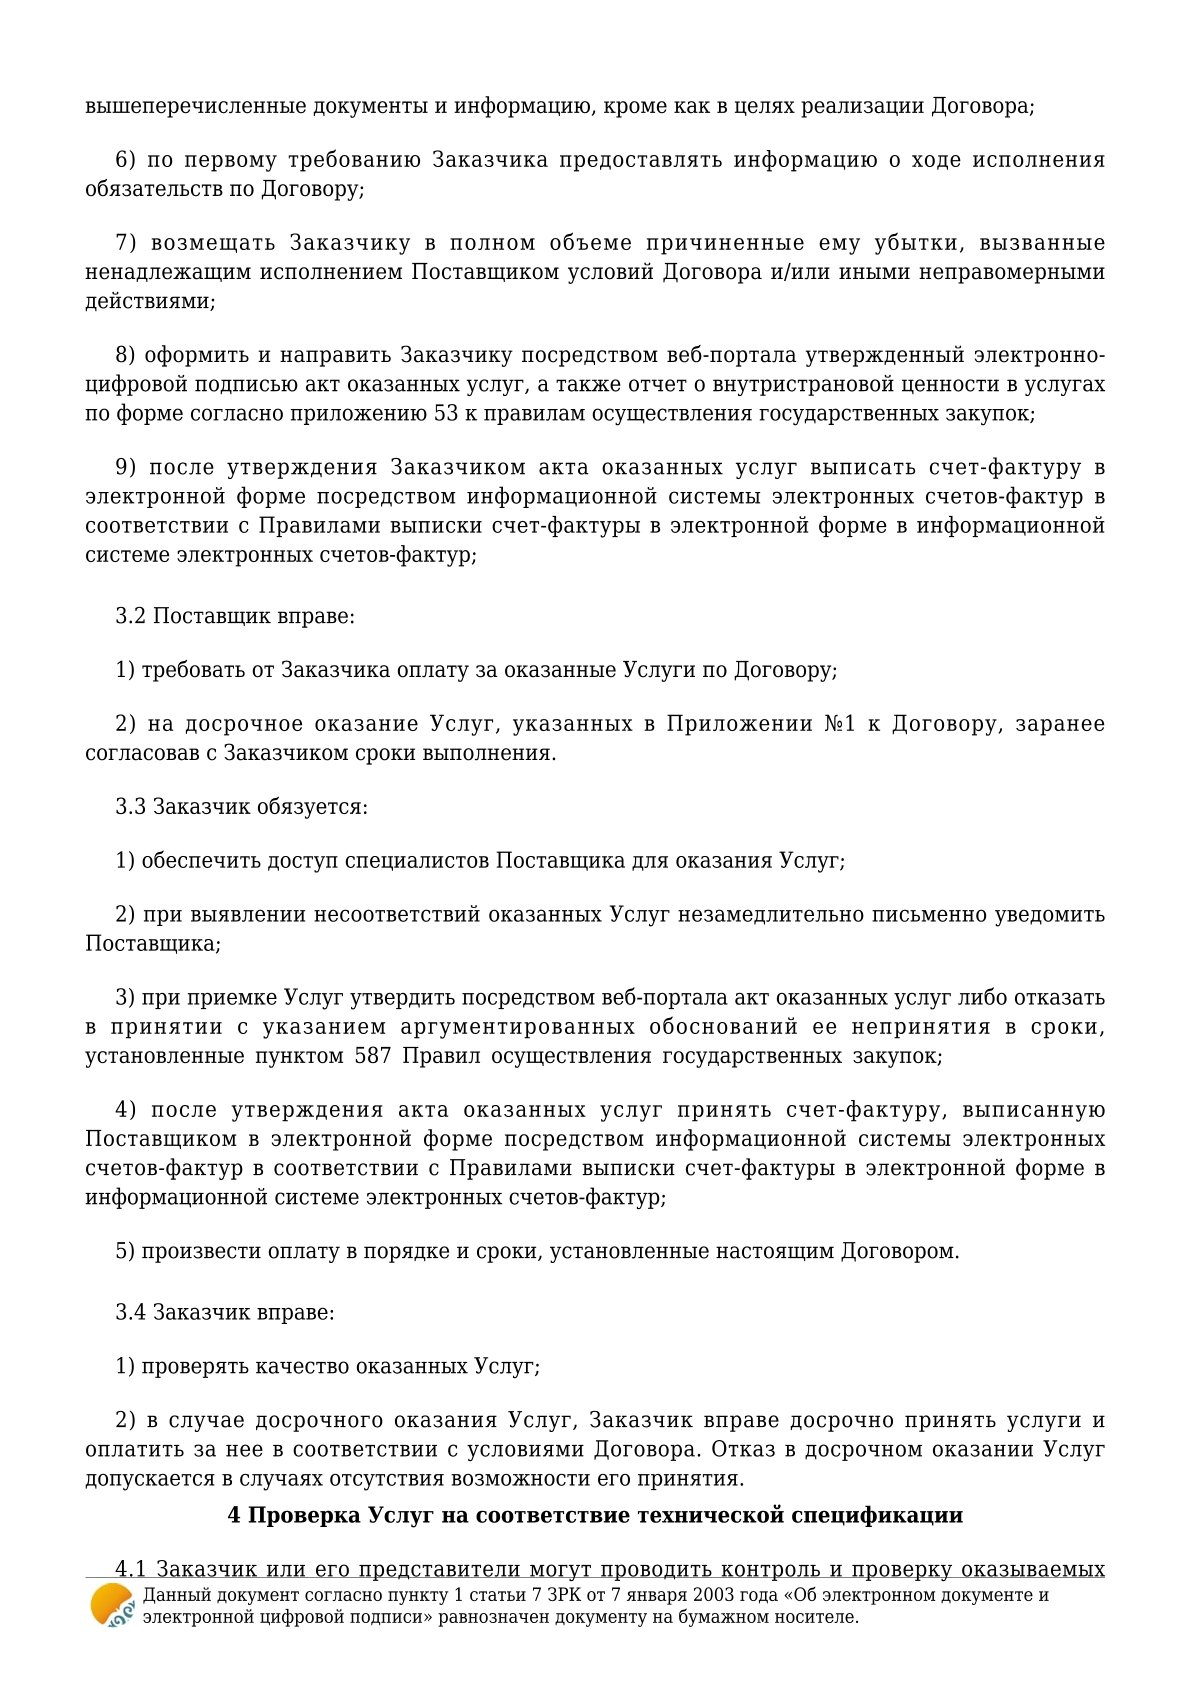 вышеперечисленные документы и информацию, кроме как в целях реализации Договора;
6) по первому требованию Заказчика предоставлять информацию о ходе исполнения
обязательств по Договору;
7) возмещать Заказчику в полном объеме причиненные ему убытки, вызванные
ненадлежащим исполнением Поставщиком условий Договора и/или иными неправомерными
действиями;
8) оформить и направить Заказчику посредством веб-портала утвержденный электронно-
цифровой подписью акт оказанных услуг, а также отчет о внутристрановой ценности в услугах
по форме согласно приложению 53 к правилам осуществления государственных закупок;
9) после утверждения Заказчиком акта оказанных услуг выписать счет-фактуру в
электронной форме посредством информационной системы электронных счетов-фактур в
соответствии с Правилами выписки счет-фактуры в электронной форме в информационной
системе электронных счетов-фактур;
3.2 Поставщик вправе:
1) требовать от Заказчика оплату за оказанные Услуги по Договору;
2) на досрочное оказание Услуг, указанных в Приложении №1 к Договору, заранее
согласовав с Заказчиком сроки выполнения.
3.3 Заказчик обязуется:
1) обеспечить доступ специалистов Поставщика для оказания Услуг;
2) при выявлении несоответствий оказанных Услуг незамедлительно письменно уведомить
Поставщика;
3) при приемке Услуг утвердить посредством веб-портала акт оказанных услуг либо отказать
в принятии с указанием аргументированных обоснований ее непринятия в сроки,
установленные пунктом 587 Правил осуществления государственных закупок;
4) после утверждения акта оказанных услуг принять счет-фактуру, выписанную
Поставщиком в электронной форме посредством информационной системы электронных
счетов-фактур в соответствии с Правилами выписки счет-фактуры в электронной форме в
информационной системе электронных счетов-фактур;
5) произвести оплату в порядке и сроки, установленные настоящим Договором.
3.4 Заказчик вправе:
1) проверять качество оказанных Услуг;
2) в случае досрочного оказания Услуг, Заказчик вправе досрочно принять услуги и
оплатить за нее в соответствии с условиями Договора. Отказ в досрочном оказании Услуг
допускается в случаях отсутствия возможности его принятия.
4 Проверка Услуг на соответствие технической спецификации
4.1 Заказчик или его представители могут проводить контроль и проверку оказываемых
Данный документ согласно пункту 1 статьи 7 ЗРК от 7 января 2003 года «Об электронном документе и
электронной цифровой подписи» равнозначен документу на бумажном носителе.